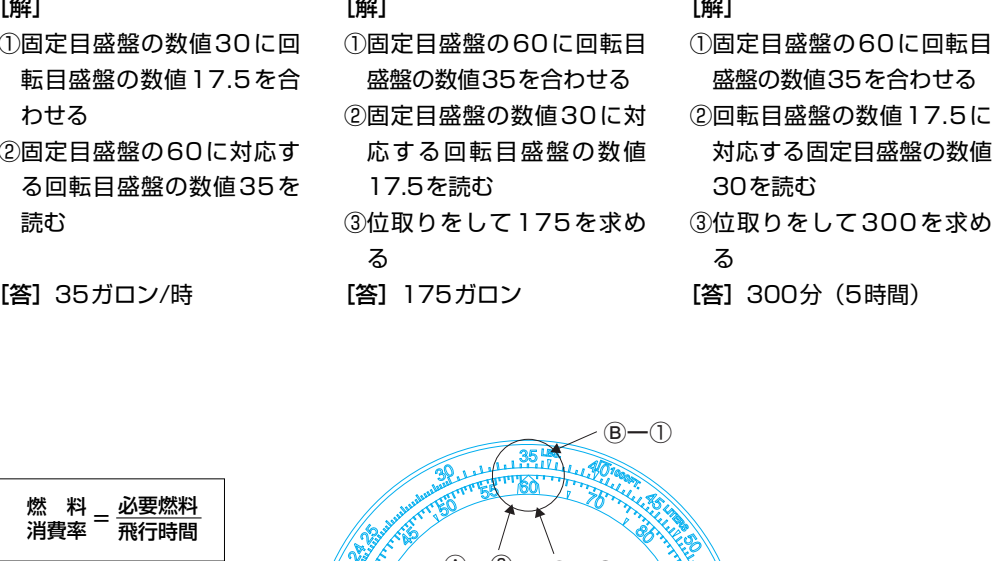 [解]
①固定目盛盤の数値30に回
転目盛盤の数値17.5を合
わせる
②固定目盛盤の60に対応す
る回転目盛盤の数値35を
読む
[答] 35ガロン/時
[解]
①固定目盛盤の60に回転目
盛盤の数値35を合わせる
②固定目盛盤の数値30に対
応する回転目盛盤の数値
17.5を読む
③位取りをして175を求め
る
[答] 175ガロン
[解]
①固定目盛盤の60に回転目
盛盤の数値35を合わせる
②回転目盛盤の数値17.5に
対応する固定目盛盤の数値
30を読む
③位取りをして300を求め
る
[答] 300分（5時間）
燃料消費率 = 必要燃料 / 飛行時間
Ⓑ—①
24 25 30 35 LBS 40 1000FT. 45 LITERS 50
45 50 55 60 70 80